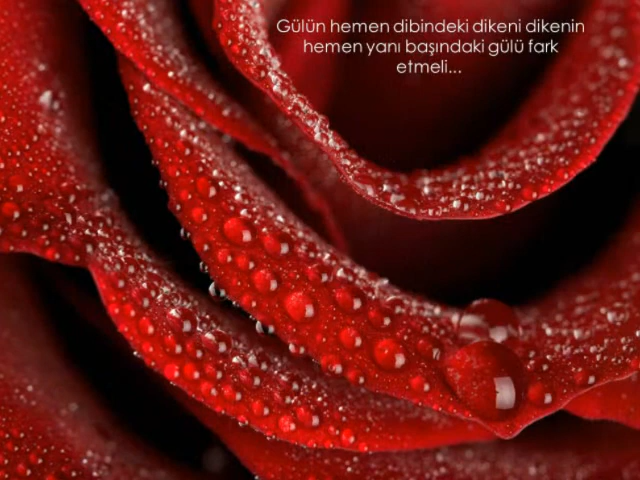 Gülün hemen dibindeki dikeni dikenin
hemen yanı başındaki gülü fark
etmeli...